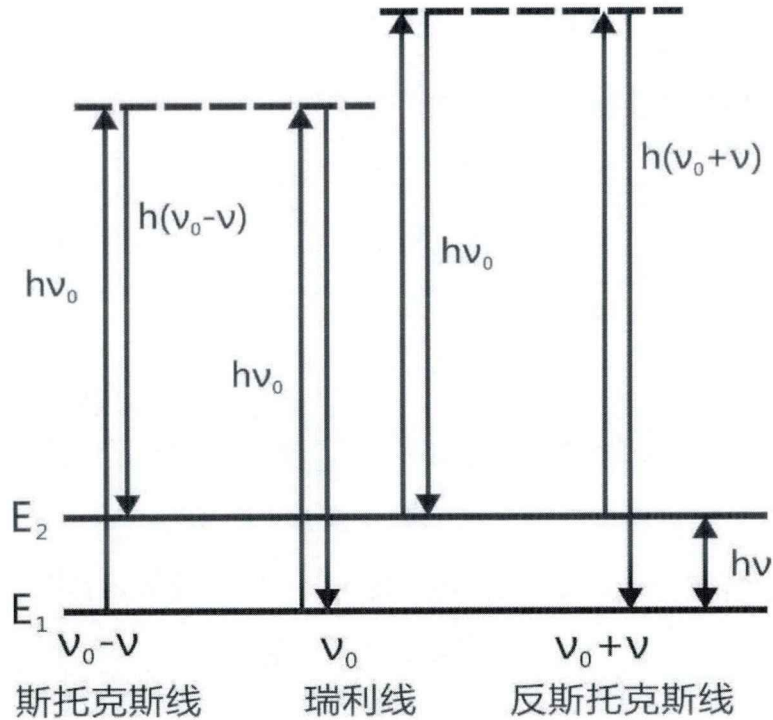 h(ν₀+ν)
h(ν₀-ν)
hν₀
hν₀
hν₀
E₂
hν
E₁
ν₀-ν
ν₀
ν₀+ν
斯托克斯线
瑞利线
反斯托克斯线